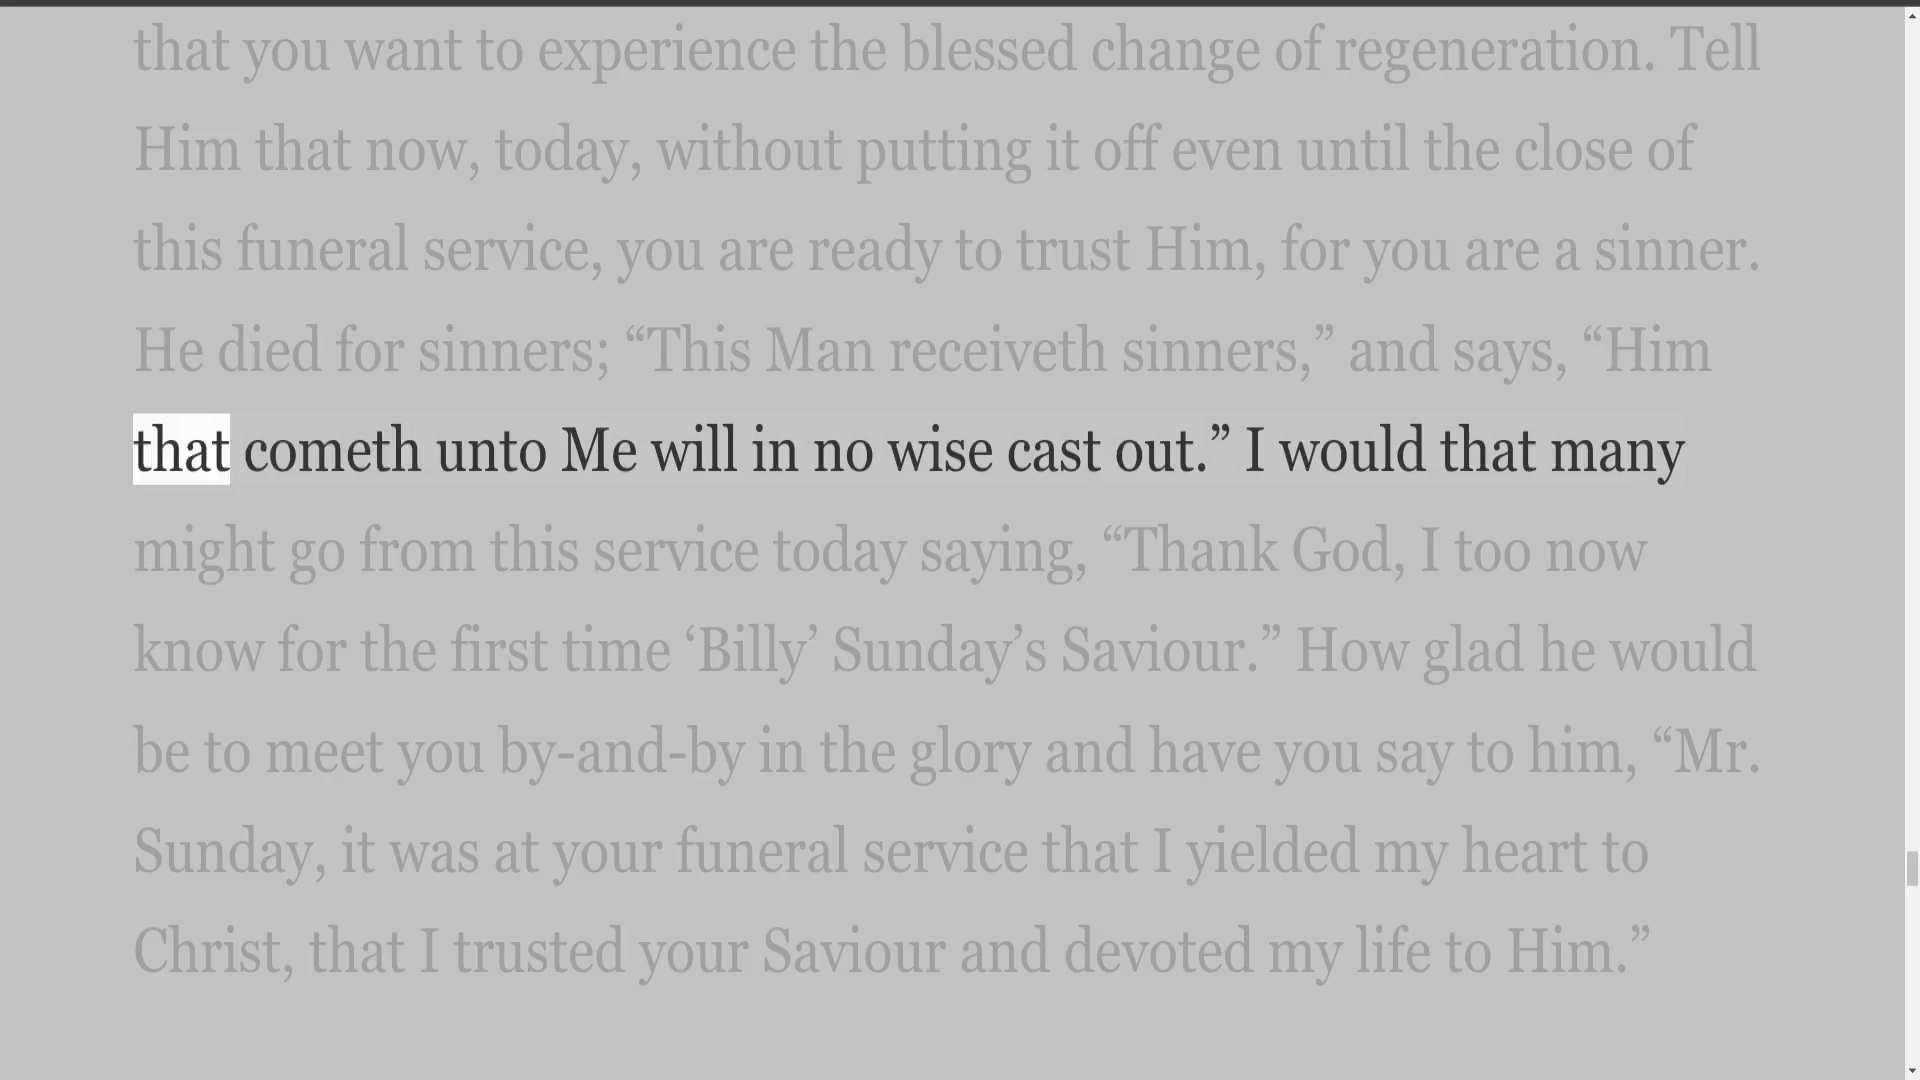 that you want to experience the blessed change of regeneration. Tell
Him that now, today, without putting it off even until the close of
this funeral service, you are ready to trust Him, for you are a sinner.
He died for sinners; “This Man receiveth sinners,” and says, “Him
that cometh unto Me will in no wise cast out.” I would that many
might go from this service today saying, “Thank God, I too now
know for the first time ‘Billy’ Sunday’s Saviour.” How glad he would
be to meet you by-and-by in the glory and have you say to him, “Mr.
Sunday, it was at your funeral service that I yielded my heart to
Christ, that I trusted your Saviour and devoted my life to Him.”